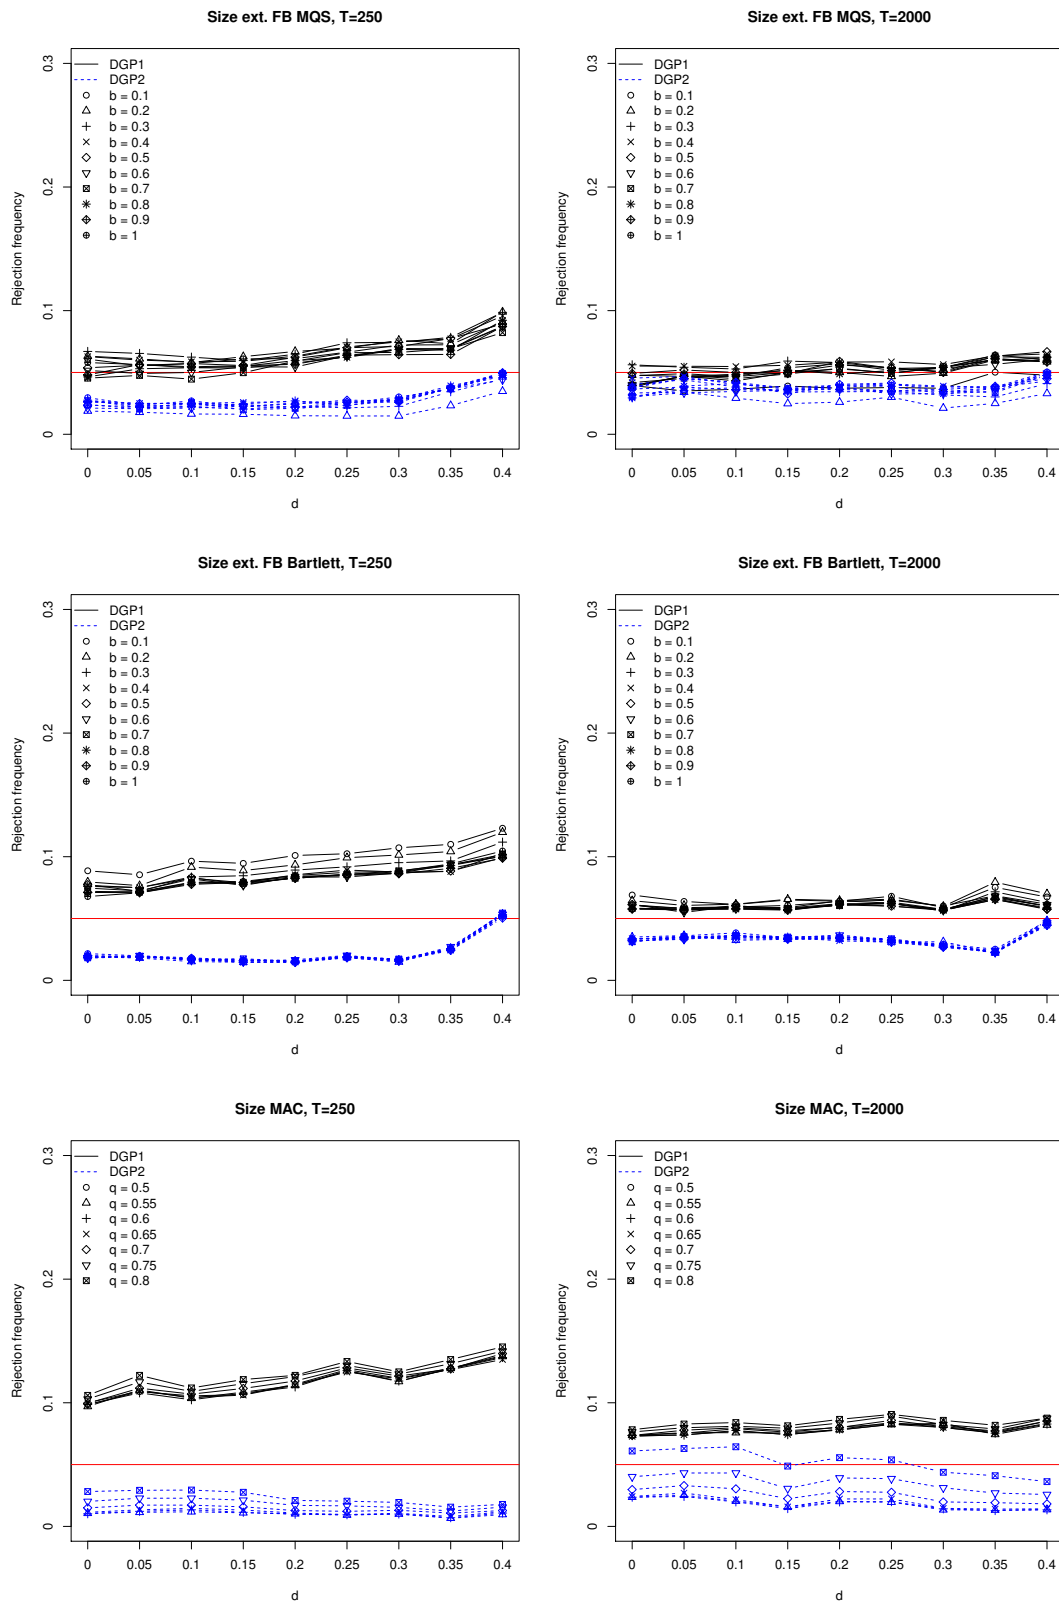 Size ext. FB MQS, T=250
0.3
0.2
0.1
0
Rejection frequency
DGP1
DGP2
b = 0.1
b = 0.2
b = 0.3
b = 0.4
b = 0.5
b = 0.6
b = 0.7
b = 0.8
b = 0.9
b = 1
0 0.05 0.1 0.15 0.2 0.25 0.3 0.35 0.4
d
Size ext. FB MQS, T=2000
0.3
0.2
0.1
0
Rejection frequency
DGP1
DGP2
b = 0.1
b = 0.2
b = 0.3
b = 0.4
b = 0.5
b = 0.6
b = 0.7
b = 0.8
b = 0.9
b = 1
0 0.05 0.1 0.15 0.2 0.25 0.3 0.35 0.4
d
Size ext. FB Bartlett, T=250
0.3
0.2
0.1
0
Rejection frequency
DGP1
DGP2
b = 0.1
b = 0.2
b = 0.3
b = 0.4
b = 0.5
b = 0.6
b = 0.7
b = 0.8
b = 0.9
b = 1
0 0.05 0.1 0.15 0.2 0.25 0.3 0.35 0.4
d
Size ext. FB Bartlett, T=2000
0.3
0.2
0.1
0
Rejection frequency
DGP1
DGP2
b = 0.1
b = 0.2
b = 0.3
b = 0.4
b = 0.5
b = 0.6
b = 0.7
b = 0.8
b = 0.9
b = 1
0 0.05 0.1 0.15 0.2 0.25 0.3 0.35 0.4
d
Size MAC, T=250
0.3
0.2
0.1
0
Rejection frequency
DGP1
DGP2
q = 0.5
q = 0.55
q = 0.6
q = 0.65
q = 0.7
q = 0.75
q = 0.8
0 0.05 0.1 0.15 0.2 0.25 0.3 0.35 0.4
d
Size MAC, T=2000
0.3
0.2
0.1
0
Rejection frequency
DGP1
DGP2
q = 0.5
q = 0.55
q = 0.6
q = 0.65
q = 0.7
q = 0.75
q = 0.8
0 0.05 0.1 0.15 0.2 0.25 0.3 0.35 0.4
d